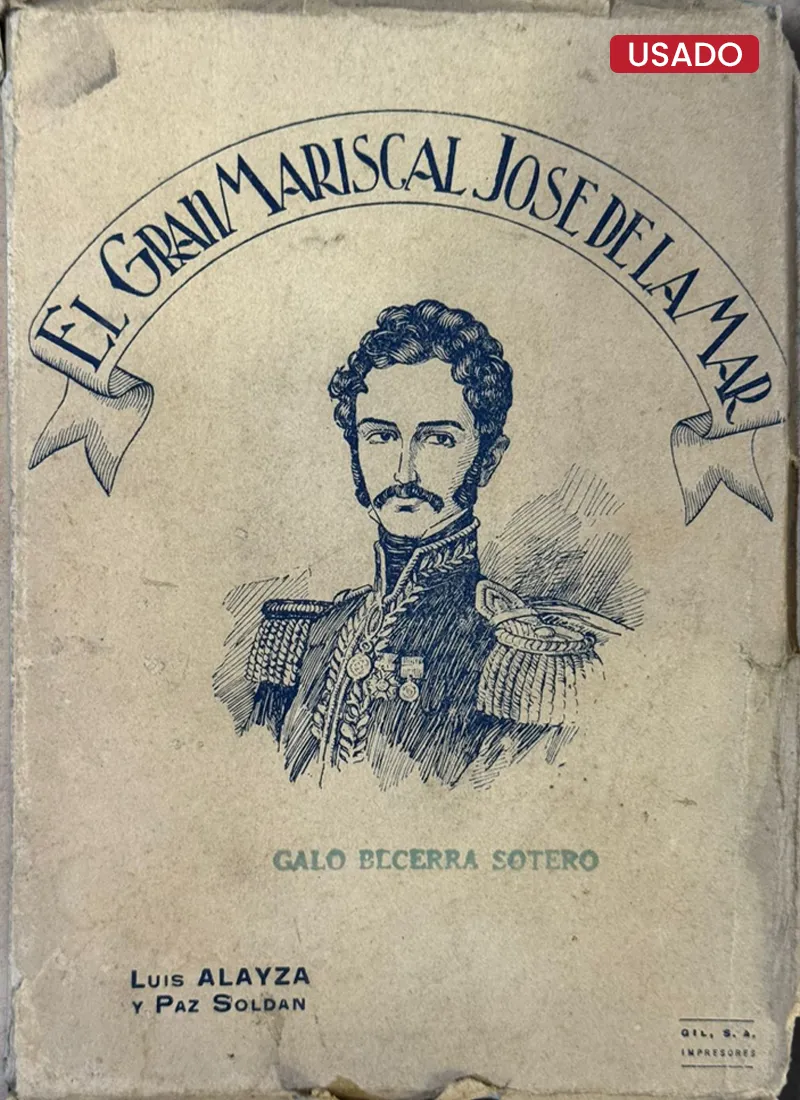 USADO
EL GRAN MARISCAL JOSE DE LA MAR
GALO BECERRA SOTERO
LUIS ALAYZA
Y PAZ SOLDAN
GIL, S. A.
IMPRESORES